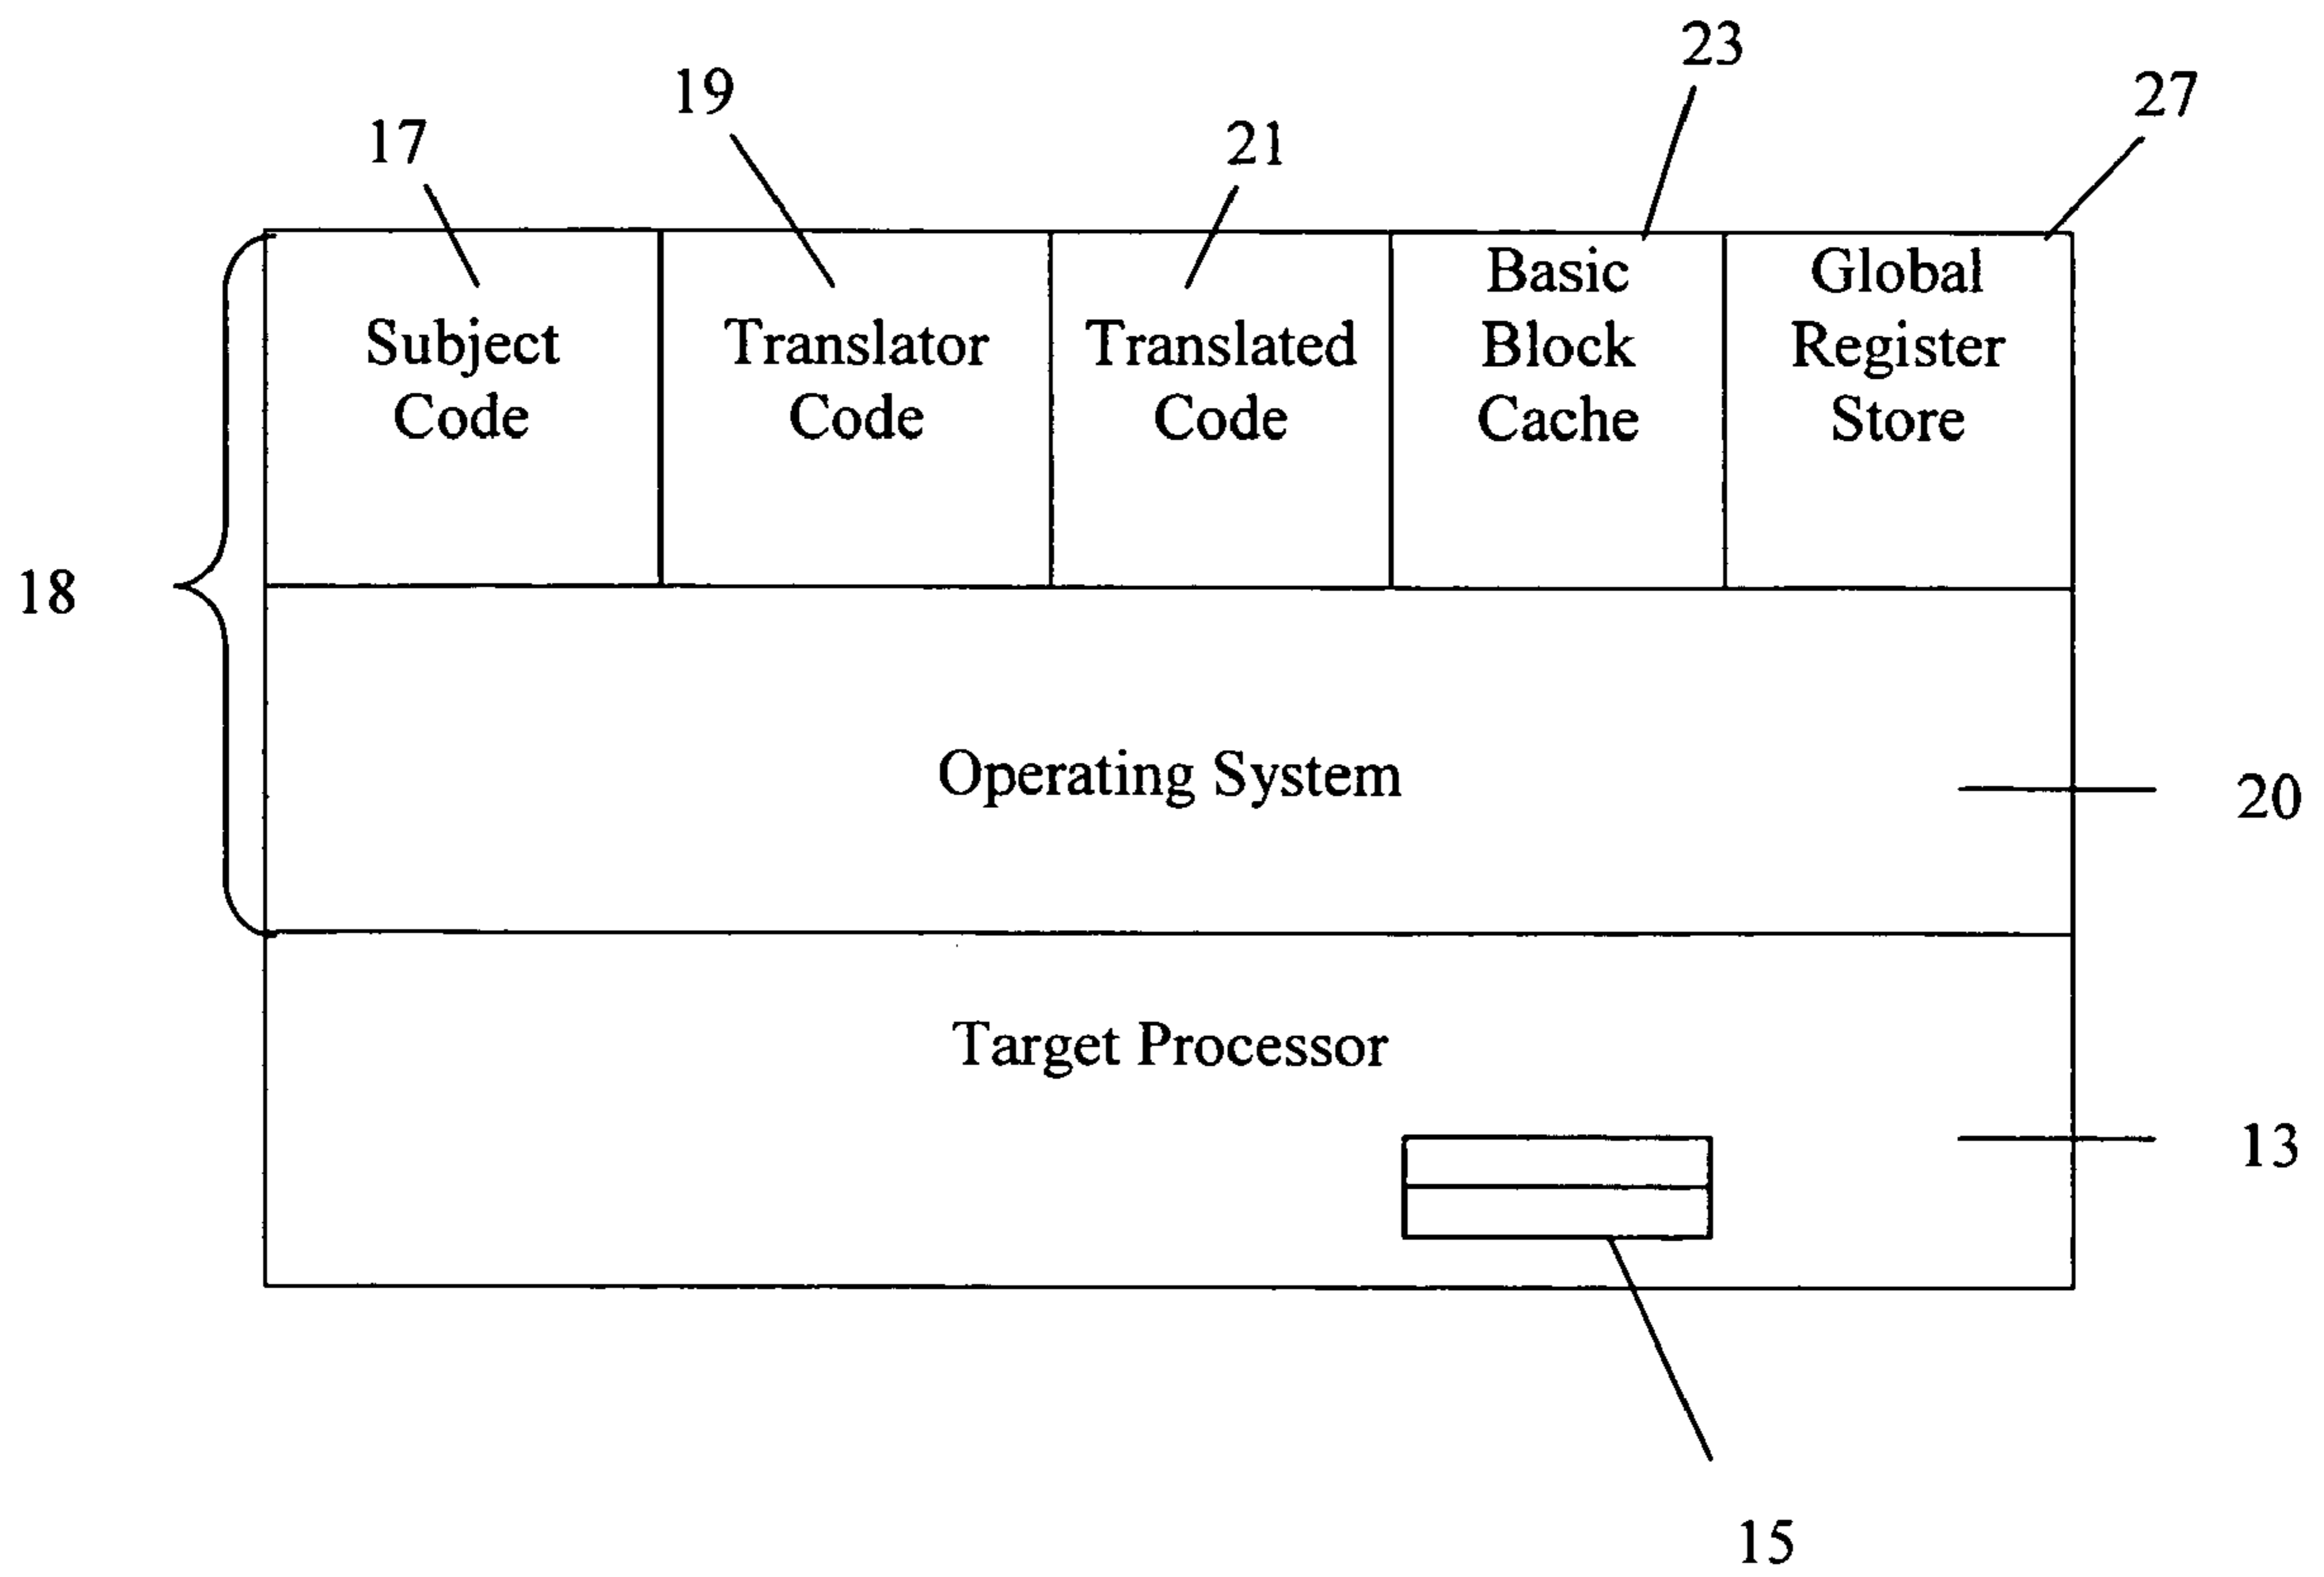 23
19
27
17
21
Subject
Code
Translator
Code
Translated
Code
Basic
Block
Cache
Global
Register
Store
18
Operating System
20
Target Processor
13
15